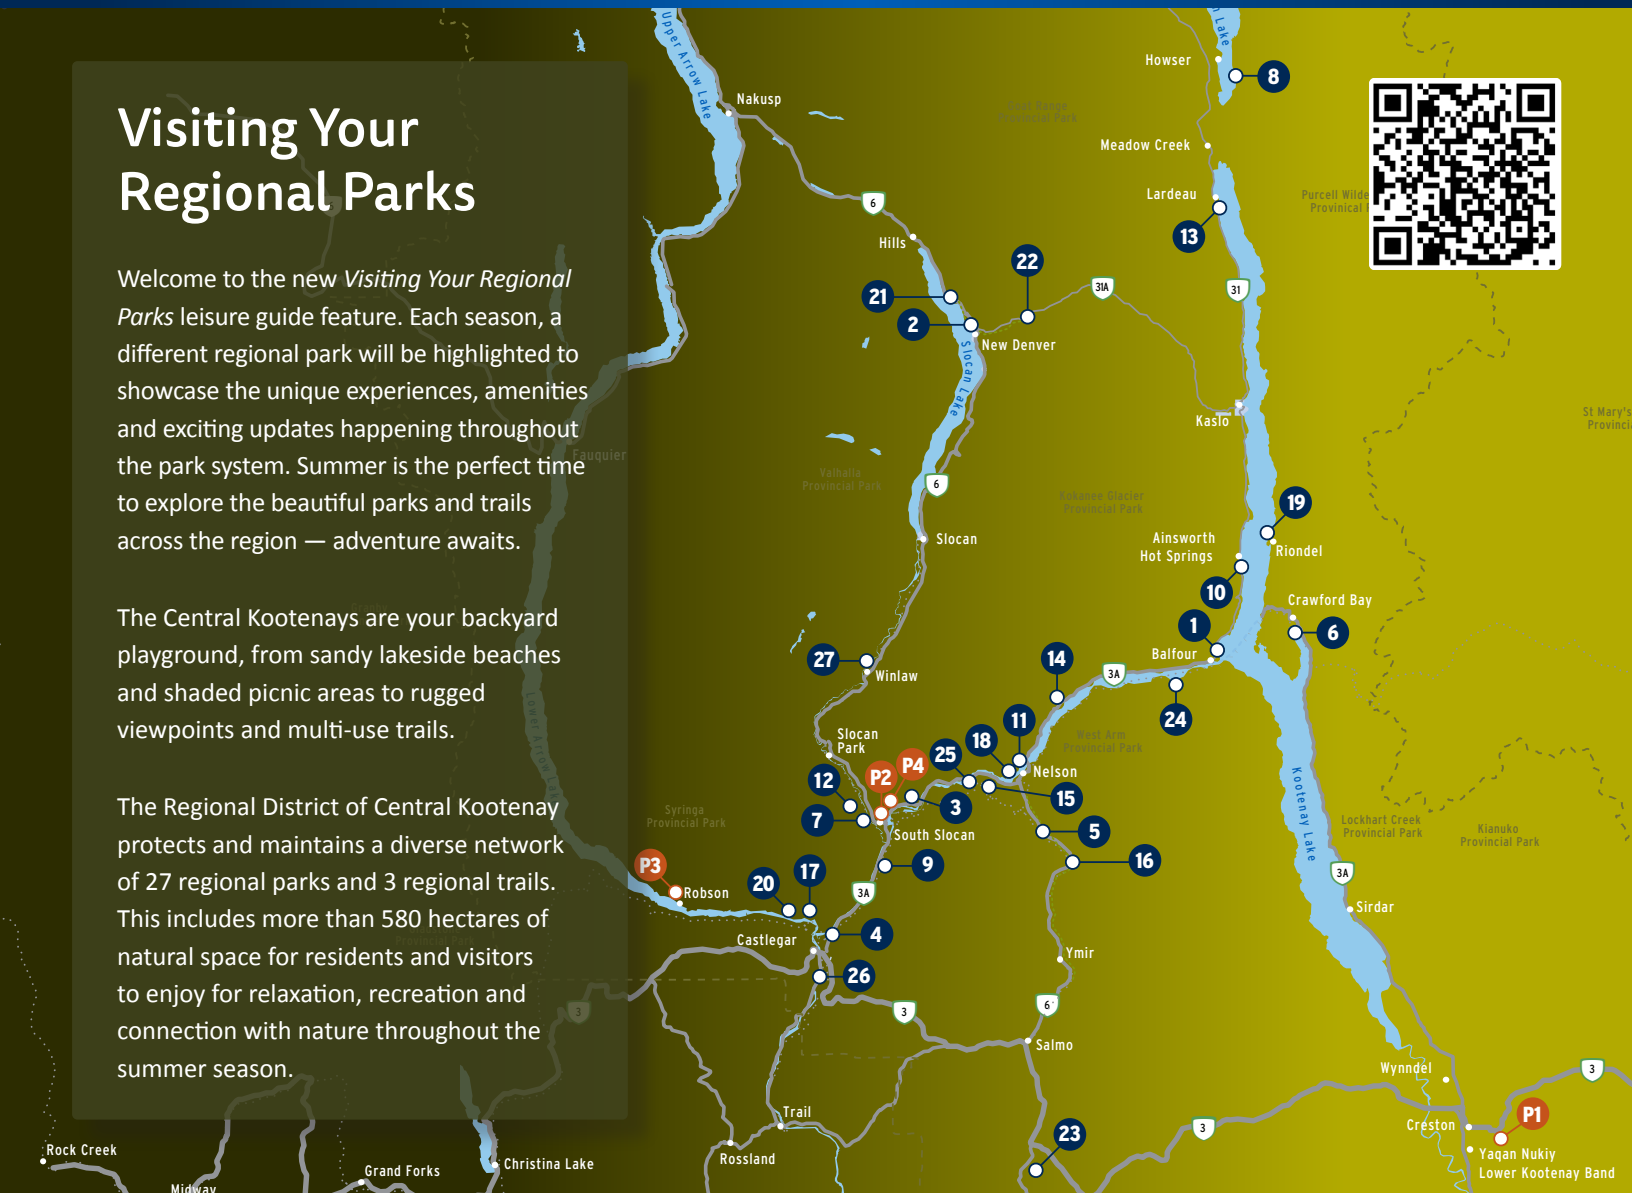 Visiting Your
Regional Parks
Welcome to the new Visiting Your Regional
Parks leisure guide feature. Each season, a
different regional park will be highlighted to
showcase the unique experiences, amenities
and exciting updates happening throughout
the park system. Summer is the perfect time
to explore the beautiful parks and trails
across the region — adventure awaits.
The Central Kootenays are your backyard
playground, from sandy lakeside beaches
and shaded picnic areas to rugged
viewpoints and multi-use trails.
The Regional District of Central Kootenay
protects and maintains a diverse network
of 27 regional parks and 3 regional trails.
This includes more than 580 hectares of
natural space for residents and visitors
to enjoy for relaxation, recreation and
connection with nature throughout the
summer season.
Upper Arrow Lake
Lake
Howser
8
Nakusp
Meadow Creek
Lardeau
13
Purcell
Provincial
6
Hills
22
21
2
31A
31
New Denver
Slocan Lake
Kaslo
St Mary's
Fauquier
Valhalla
Provincial Park
6
Kokanee Glacier
Provincial Park
19
Slocan
Ainsworth
Hot Springs
Riondel
10
Crawford Bay
1
6
27
Winlaw
14
Balfour
3A
24
Lower Arrow Lake
Slocan
Park
11
18
25
West Arm
Provincial Park
Nelson
P2
P4
12
7
3
15
Kootenay Lake
Syringa
Provincial Park
South Slocan
5
Lockhart Creek
Provincial Park
Kianuko
Provincial Park
P3
9
16
Robson
20
17
3A
3A
Sirdar
Castlegar
4
26
Ymir
3
3
6
Salmo
Wynndel
3
Trail
P1
23
3
Creston
Rock Creek
Rossland
Yaqan Nukiy
Lower Kootenay Band
Christina Lake
Grand Forks
Midway